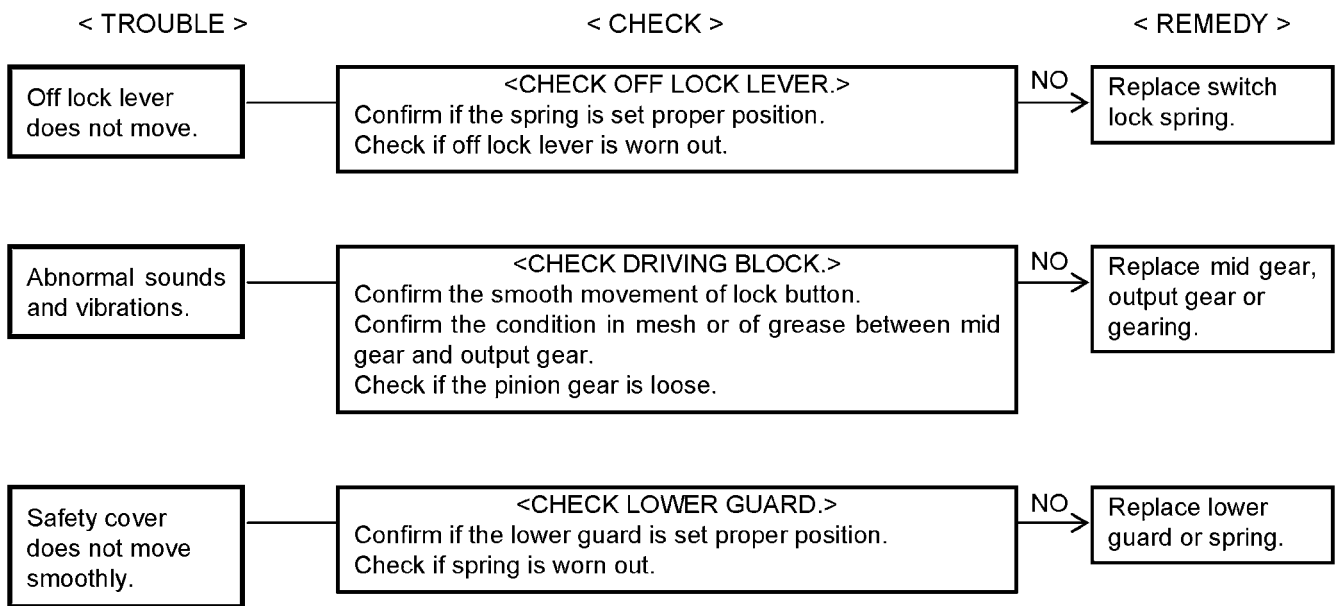 < TROUBLE >
< CHECK >
< REMEDY >
Off lock lever
does not move.
<CHECK OFF LOCK LEVER.>
Confirm if the spring is set proper position.
Check if off lock lever is worn out.
NO
Replace switch
lock spring.
Abnormal sounds
and vibrations.
<CHECK DRIVING BLOCK.>
Confirm the smooth movement of lock button.
Confirm the condition in mesh or of grease between mid
gear and output gear.
Check if the pinion gear is loose.
NO
Replace mid gear,
output gear or
gearing.
Safety cover
does not move
smoothly.
<CHECK LOWER GUARD.>
Confirm if the lower guard is set proper position.
Check if spring is worn out.
NO
Replace lower
guard or spring.